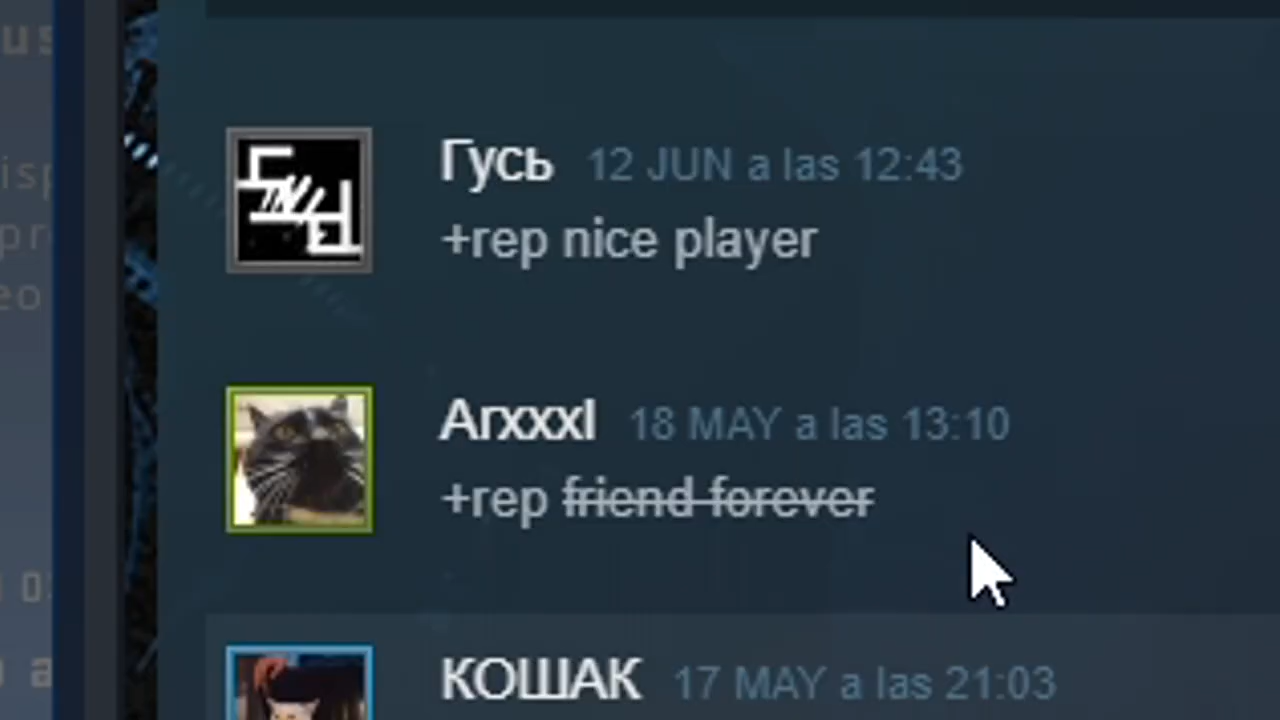 us
Гусь 12 JUN a las 12:43
+rep nice player
Arxxxl 18 MAY a las 13:10
+rep friend forever
КОШАК 17 MAY a las 21:03